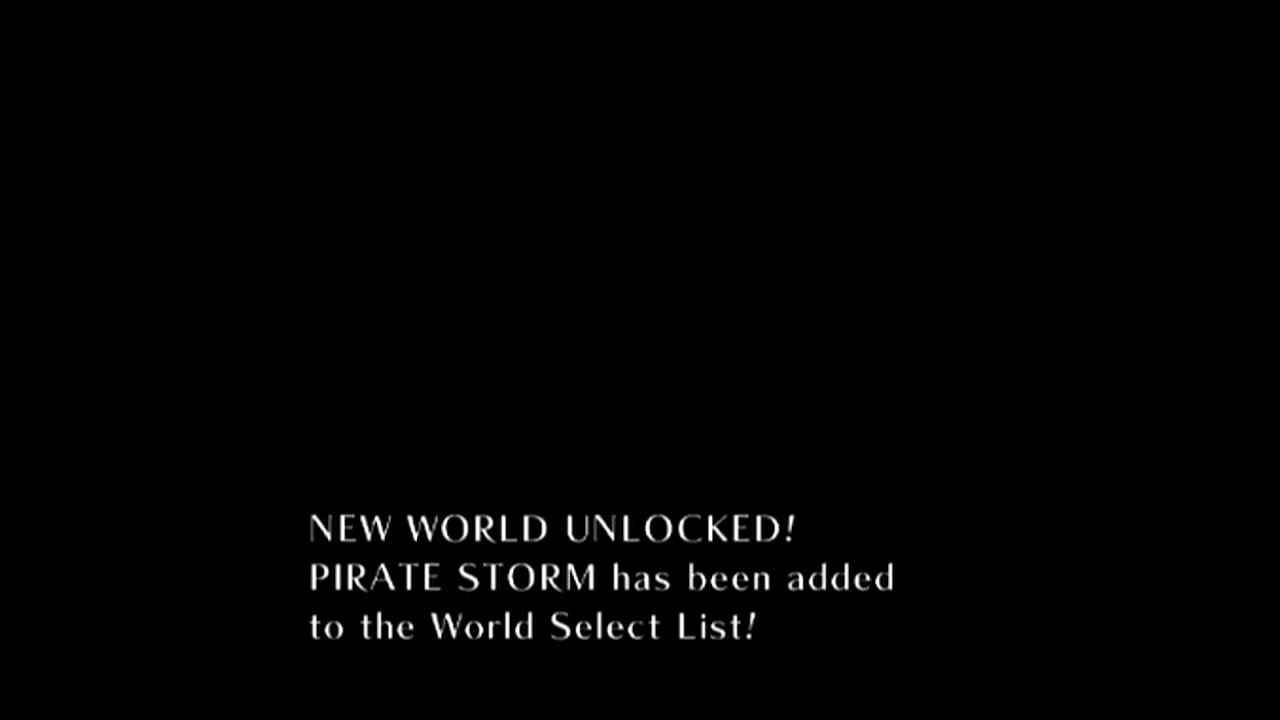 NEW WORLD UNLOCKED!
PIRATE STORM has been added
to the World Select List!